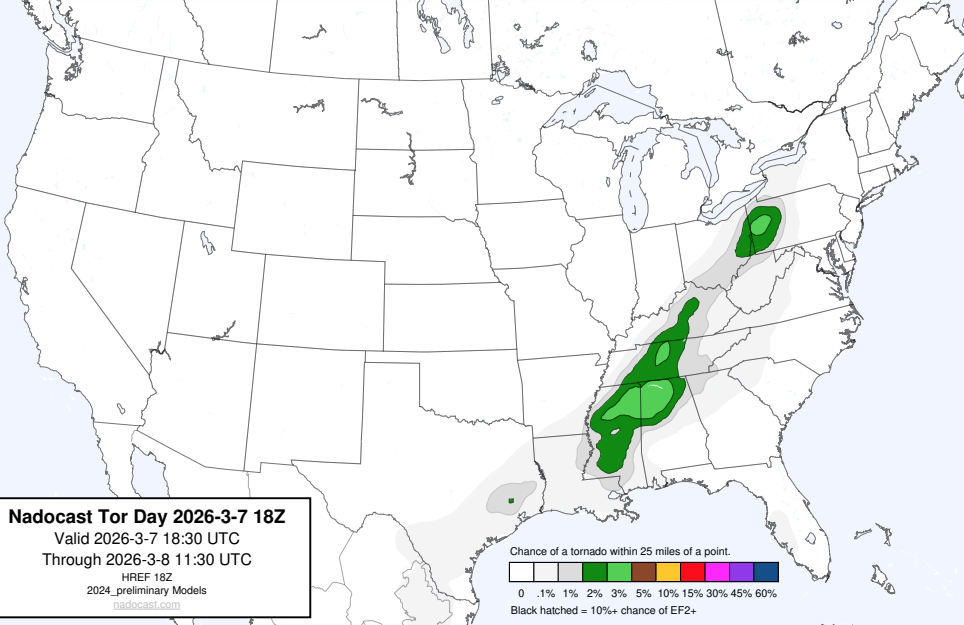 Nadocast Tor Day 2026-3-7 18Z
Valid 2026-3-7 18:30 UTC
Through 2026-3-8 11:30 UTC
HREF 18Z
2024_preliminary Models
nadocast.com
Chance of a tornado within 25 miles of a point.
0 .1% 1% 2% 3% 5% 10% 15% 30% 45% 60%
Black hatched = 10%+ chance of EF2+